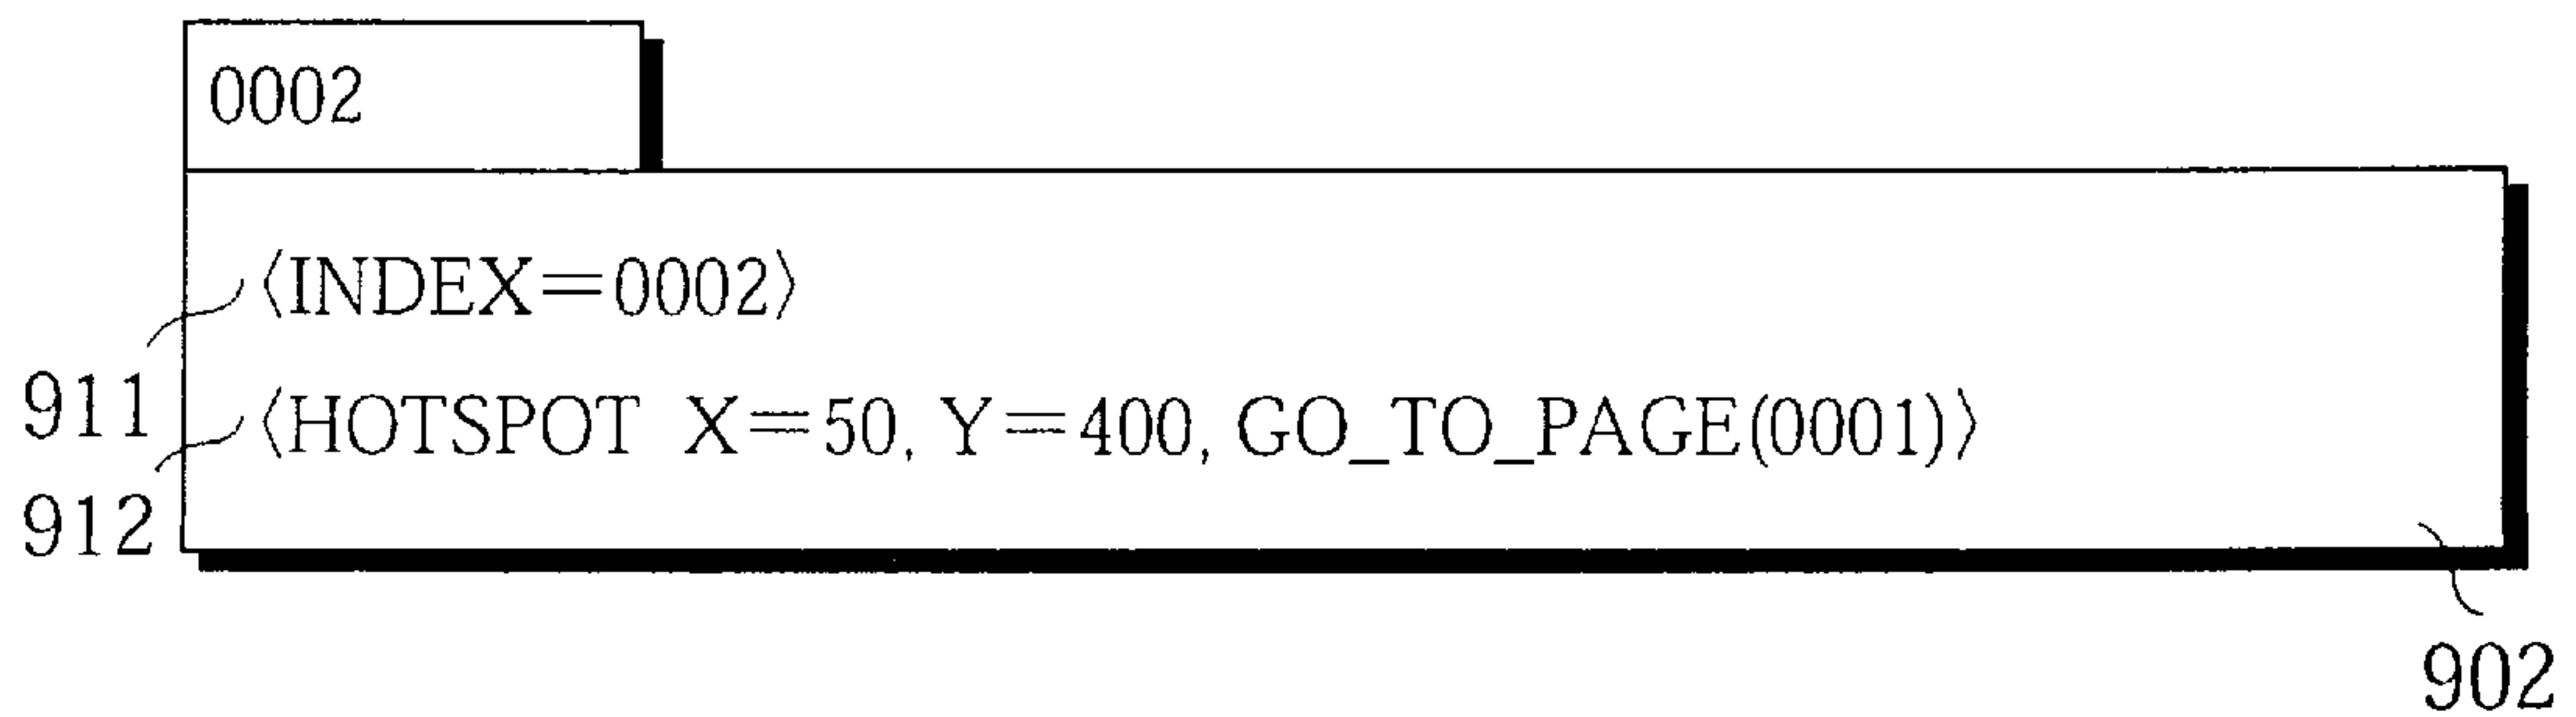 0002
〈INDEX=0002〉
911
〈HOTSPOT X=50, Y=400, GO_TO_PAGE(0001)〉
912
902